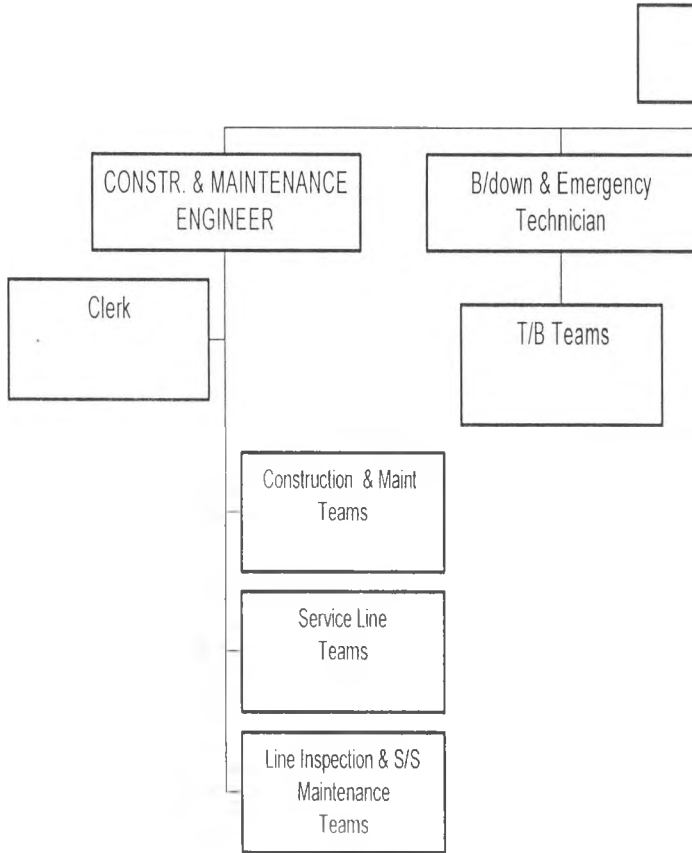 CONSTR. & MAINTENANCE
ENGINEER
B/down & Emergency
Technician
Clerk
T/B Teams
Construction & Maint
Teams
Service Line
Teams
Line Inspection & S/S
Maintenance
Teams